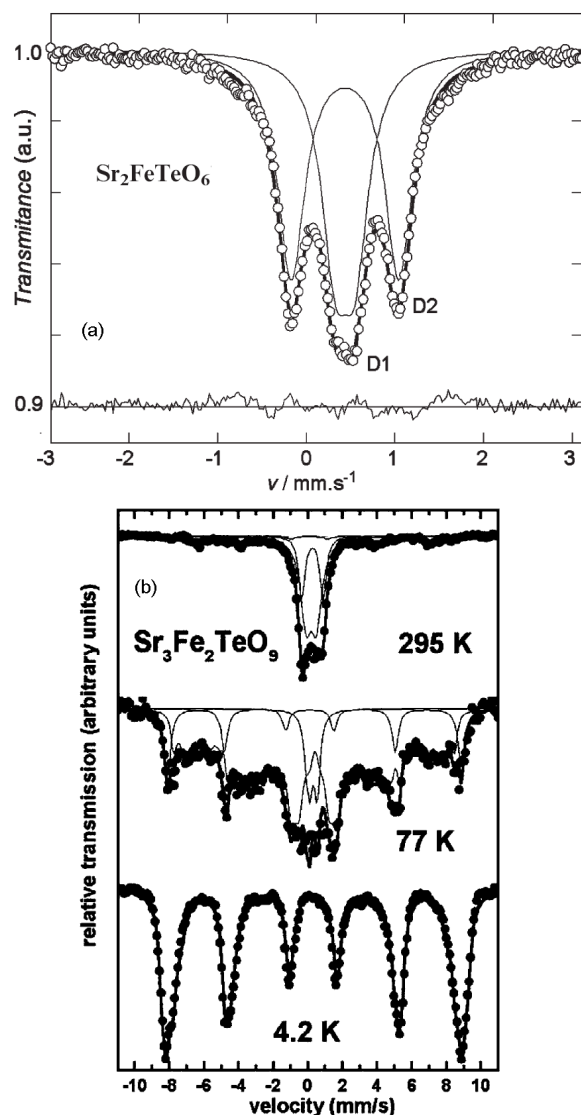 1.0
Sr2FeTeO6
Transmitance (a.u.)
(a)
D2
D1
0.9
-3 -2 -1 0 1 2 3
v / mm.s-1
(b)
Sr3Fe2TeO9
295 K
77 K
4.2 K
relative transmission (arbitrary units)
-10 -8 -6 -4 -2 0 2 4 6 8 10
velocity (mm/s)